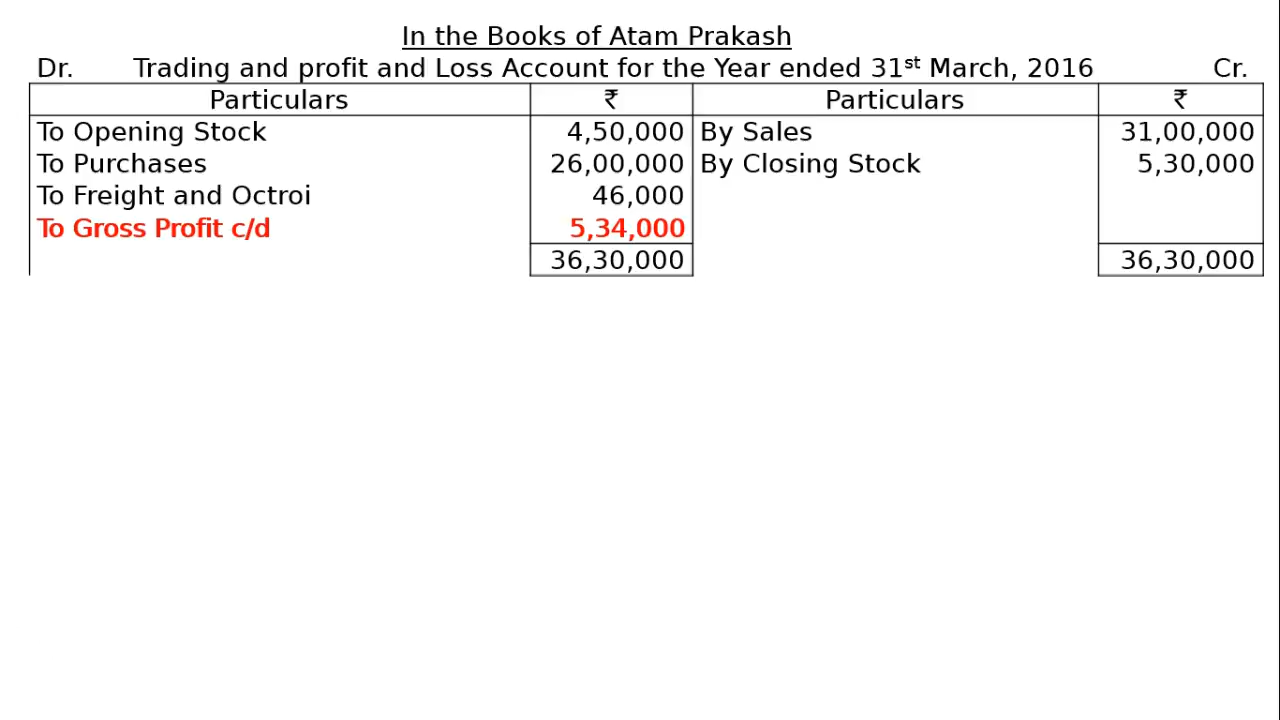 In the Books of Atam Prakash
Dr. Trading and profit and Loss Account for the Year ended 31st March, 2016 Cr.
Particulars ₹ Particulars ₹
To Opening Stock 4,50,000 By Sales 31,00,000
To Purchases 26,00,000 By Closing Stock 5,30,000
To Freight and Octroi 46,000
To Gross Profit c/d 5,34,000
36,30,000 36,30,000